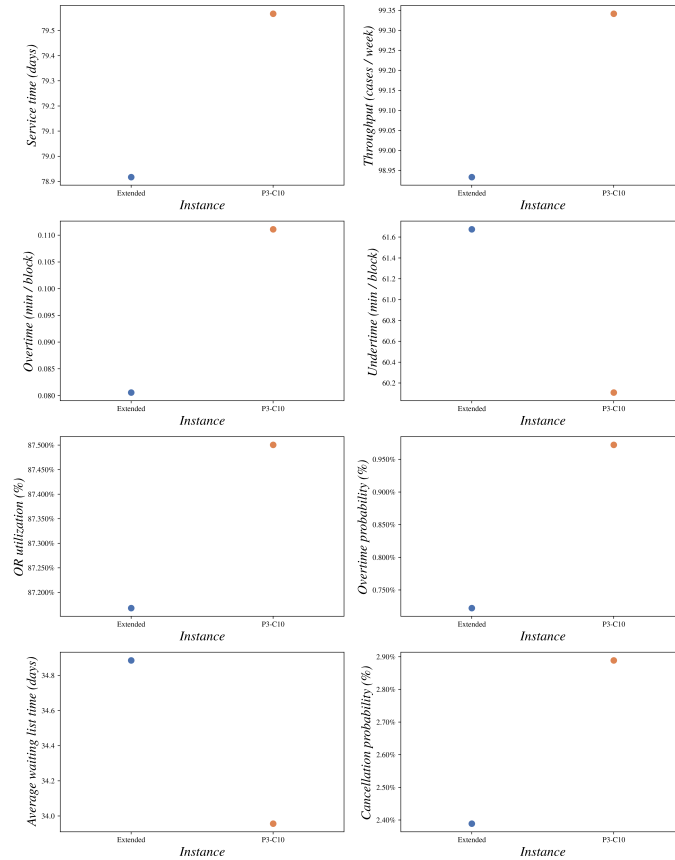 Service time (days)
79.5
79.4
79.3
79.2
79.1
79.0
78.9
Extended
P3-C10
Instance
Throughput (cases / week)
99.35
99.30
99.25
99.20
99.15
99.10
99.05
99.00
98.95
Extended
P3-C10
Instance
Overtime (min / block)
0.110
0.105
0.100
0.095
0.090
0.085
0.080
Extended
P3-C10
Instance
Undertime (min / block)
61.6
61.4
61.2
61.0
60.8
60.6
60.4
60.2
Extended
P3-C10
Instance
OR utilization (%)
87.500%
87.450%
87.400%
87.350%
87.300%
87.250%
87.200%
Extended
P3-C10
Instance
Overtime probability (%)
0.950%
0.900%
0.850%
0.800%
0.750%
Extended
P3-C10
Instance
Average waiting list time (days)
34.8
34.6
34.4
34.2
34.0
Extended
P3-C10
Instance
Cancellation probability (%)
2.90%
2.80%
2.70%
2.60%
2.50%
2.40%
Extended
P3-C10
Instance